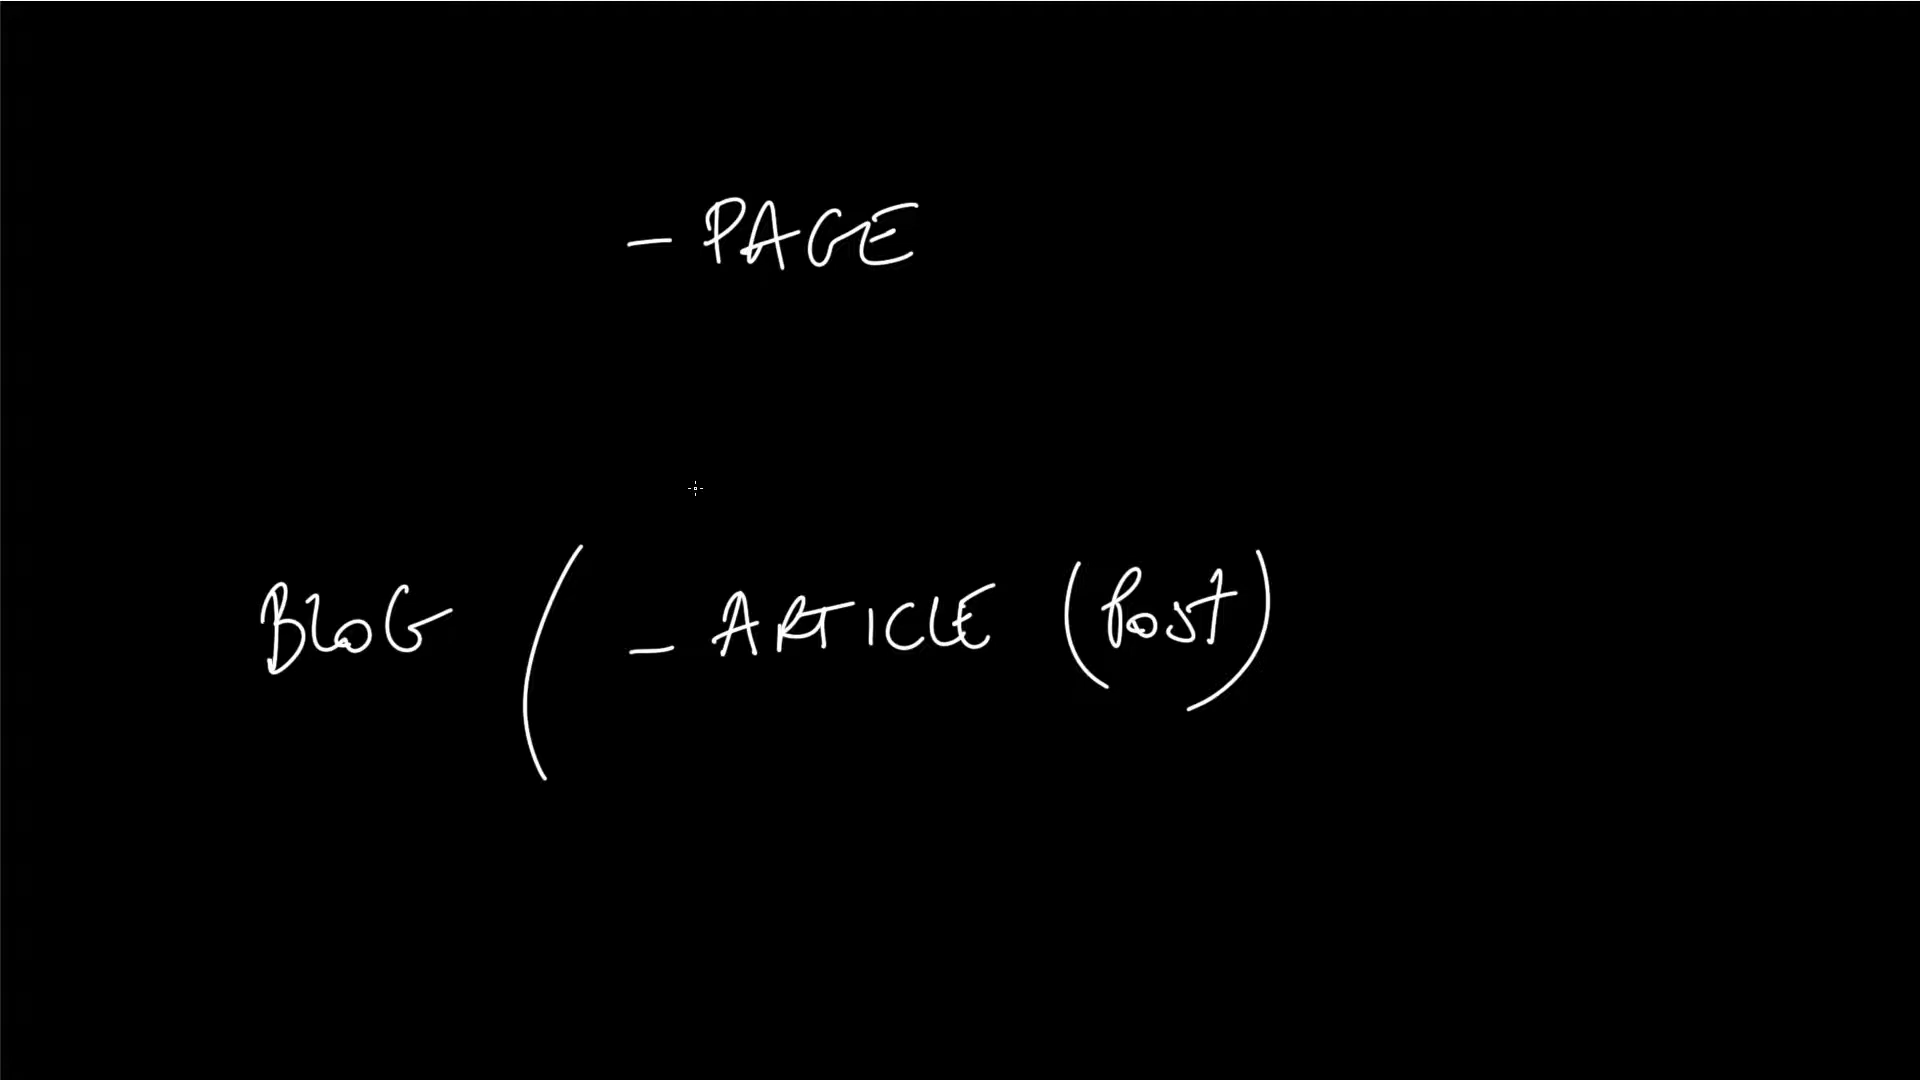 - PAGE
BLOG ( - ARTICLE (Post)